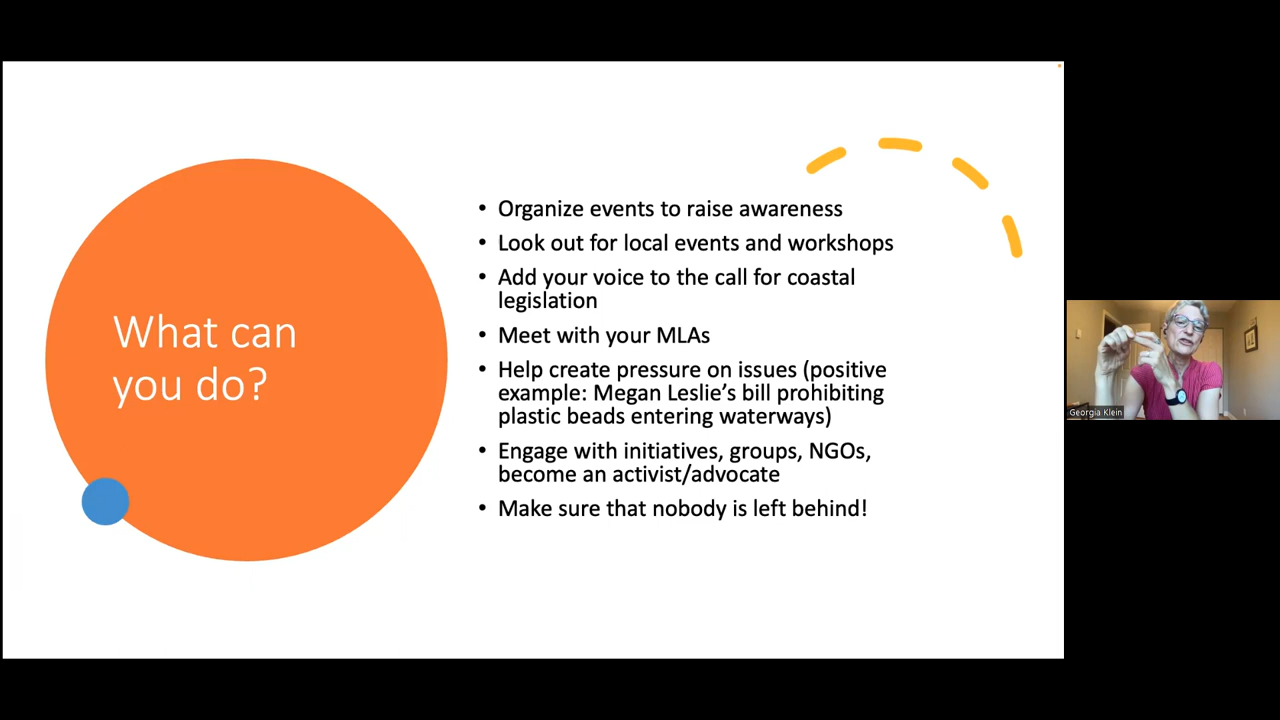 What can
you do?
• Organize events to raise awareness
• Look out for local events and workshops
• Add your voice to the call for coastal
legislation
• Meet with your MLAs
• Help create pressure on issues (positive
example: Megan Leslie’s bill prohibiting
plastic beads entering waterways)
• Engage with initiatives, groups, NGOs,
become an activist/advocate
• Make sure that nobody is left behind!
Georgia Klein